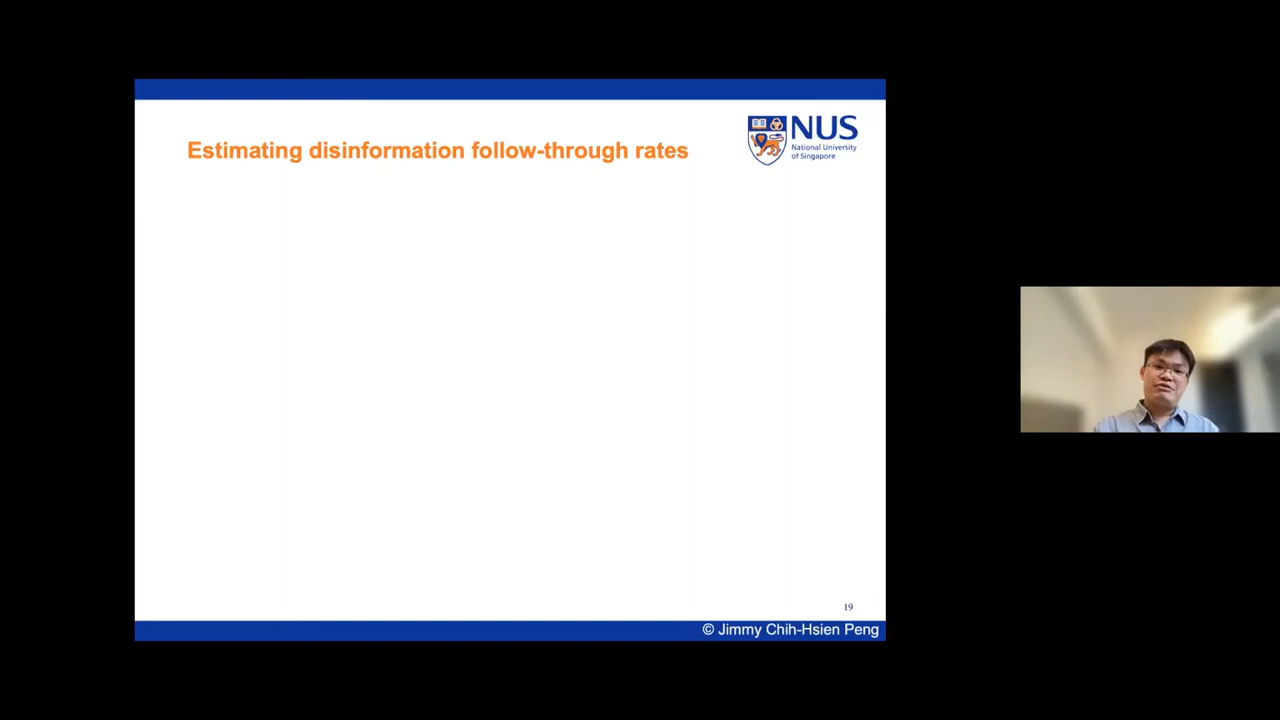 Estimating disinformation follow-through rates
NUS
National University
of Singapore
19
© Jimmy Chih-Hsien Peng